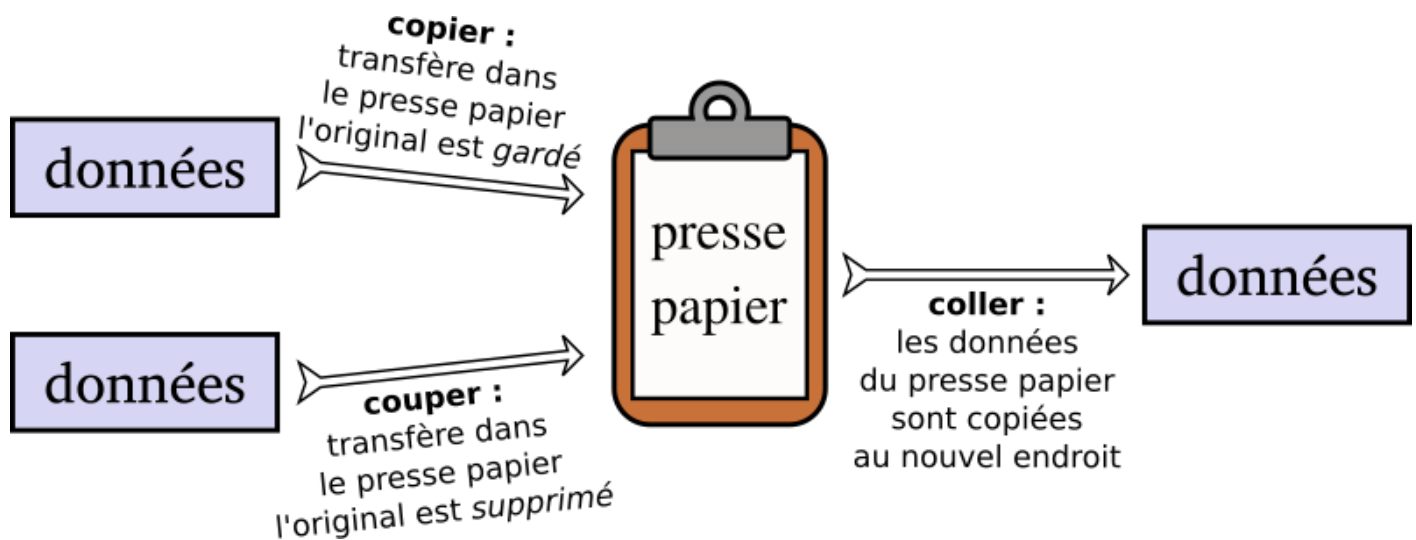 copier :
transfère dans
le presse papier
l'original est gardé
données
presse
papier
données
coller :
les données
du presse papier
sont copiées
au nouvel endroit
données
couper :
transfère dans
le presse papier
l'original est supprimé